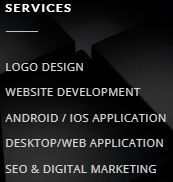 SERVICES
LOGO DESIGN
WEBSITE DEVELOPMENT
ANDROID / IOS APPLICATION
DESKTOP/WEB APPLICATION
SEO & DIGITAL MARKETING